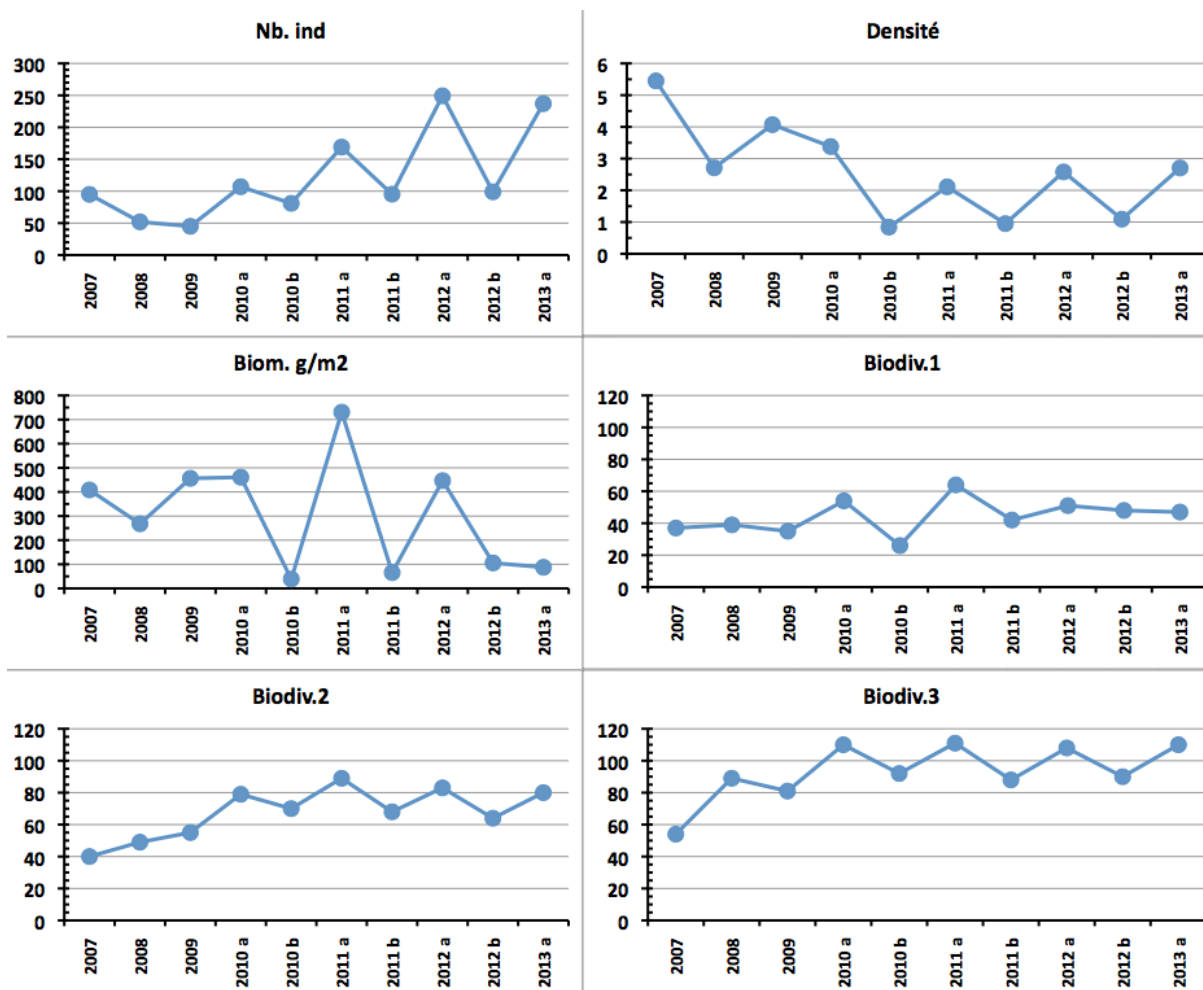 Nb. ind
300
250
200
150
100
50
0
2007
2008
2009
2010 a
2010 b
2011 a
2011 b
2012 a
2012 b
2013 a
Densité
6
5
4
3
2
1
0
2007
2008
2009
2010 a
2010 b
2011 a
2011 b
2012 a
2012 b
2013 a
Biom. g/m2
800
700
600
500
400
300
200
100
0
2007
2008
2009
2010 a
2010 b
2011 a
2011 b
2012 a
2012 b
2013 a
Biodiv.1
120
100
80
60
40
20
0
2007
2008
2009
2010 a
2010 b
2011 a
2011 b
2012 a
2012 b
2013 a
Biodiv.2
120
100
80
60
40
20
0
2007
2008
2009
2010 a
2010 b
2011 a
2011 b
2012 a
2012 b
2013 a
Biodiv.3
120
100
80
60
40
20
0
2007
2008
2009
2010 a
2010 b
2011 a
2011 b
2012 a
2012 b
2013 a